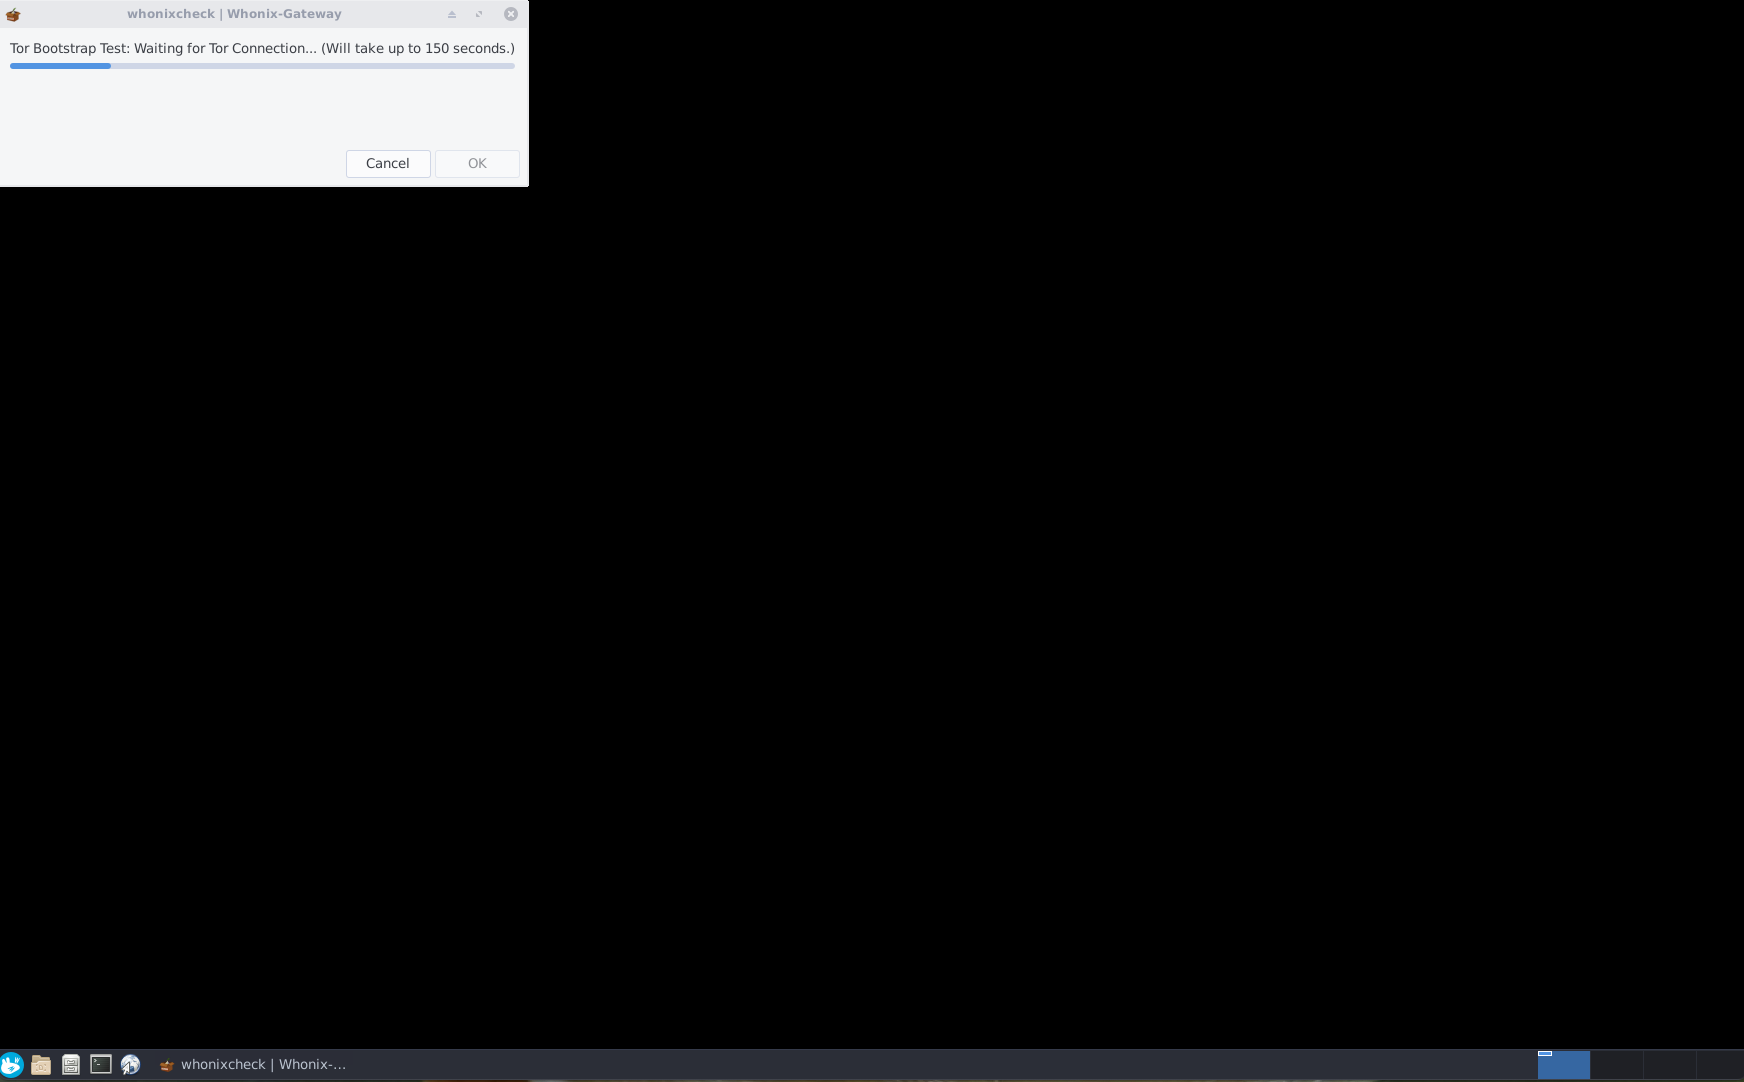 whonixcheck | Whonix-Gateway
Tor Bootstrap Test: Waiting for Tor Connection... (Will take up to 150 seconds.)
Cancel OK
whonixcheck | Whonix-...